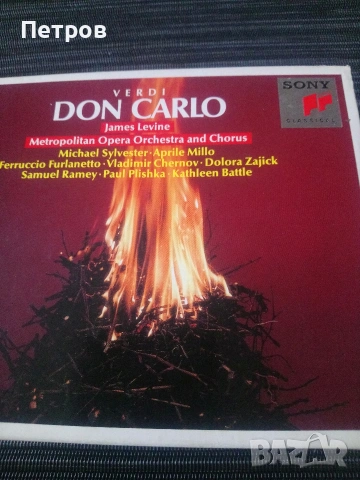 Петров
VERDI
DON CARLO
James Levine
Metropolitan Opera Orchestra and Chorus
Michael Sylvester·Aprile Millo
Ferruccio Furlanetto·Vladimir Chernov·Dolora Zajick
Samuel Ramey·Paul Plishka·Kathleen Battle
SONY
CLASSICAL
BAZAR